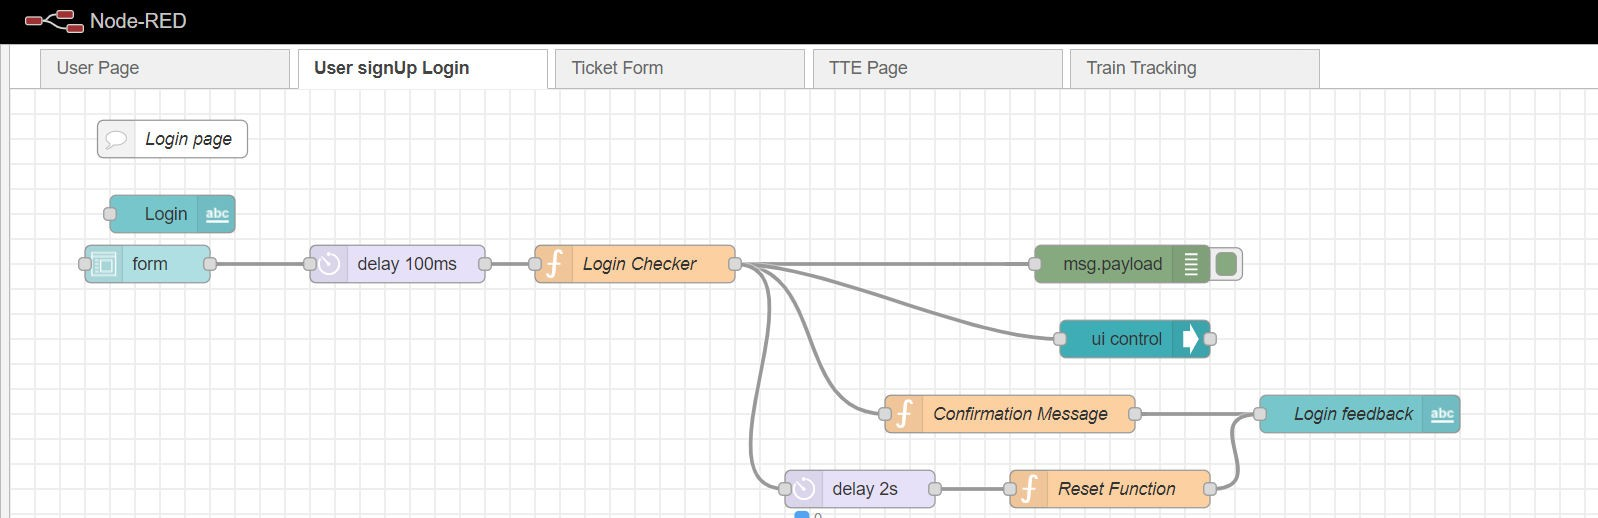 Node-RED
User Page
User signUp Login
Ticket Form
TTE Page
Train Tracking
Login page
Login abc
form
delay 100ms
f Login Checker
msg.payload
ui control
f Confirmation Message
Login feedback abc
delay 2s
f Reset Function